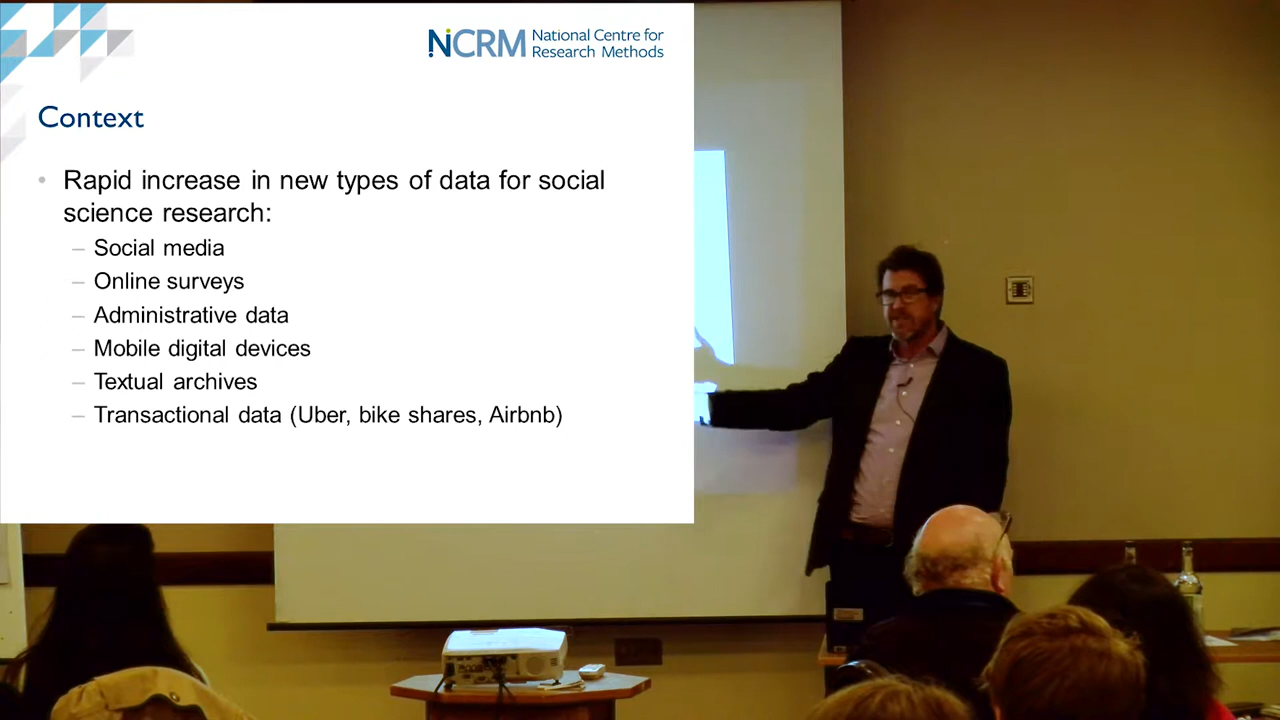 NCRM National Centre for
Research Methods
Context
• Rapid increase in new types of data for social
science research:
– Social media
– Online surveys
– Administrative data
– Mobile digital devices
– Textual archives
– Transactional data (Uber, bike shares, Airbnb)